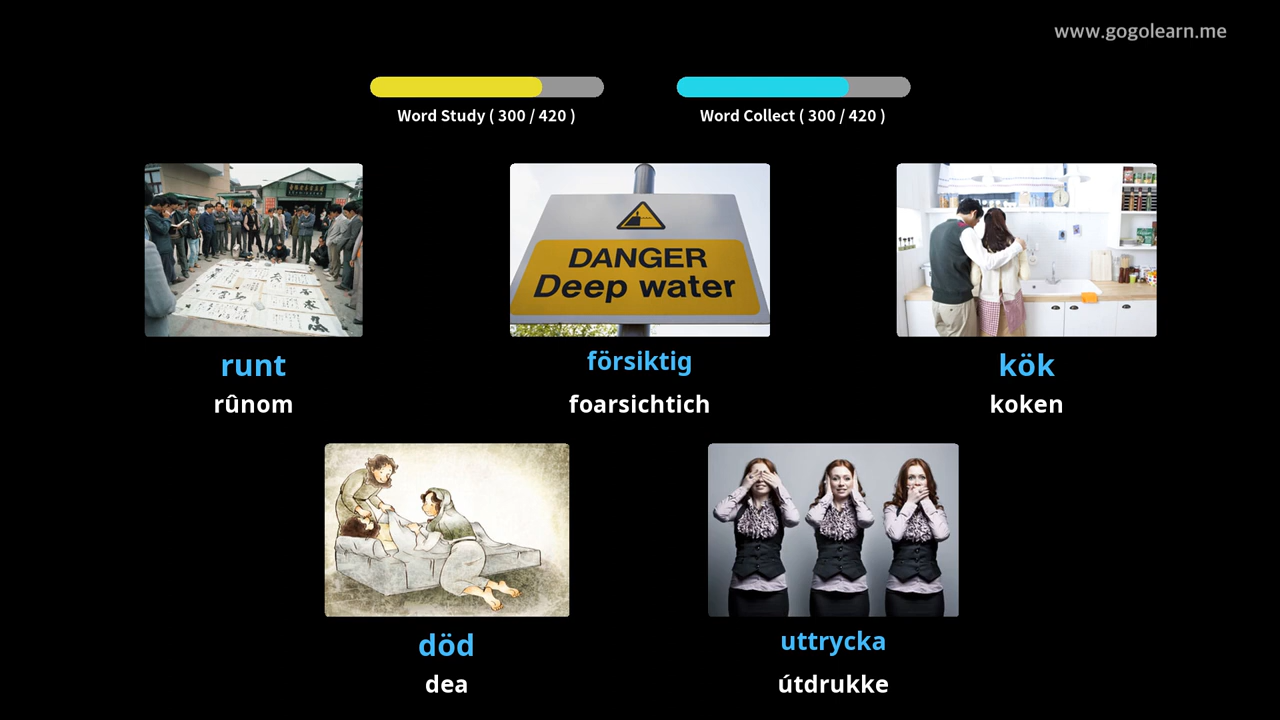 www.gogolearn.me
Word Study ( 300 / 420 )
Word Collect ( 300 / 420 )
DANGER
Deep water
runt
försiktig
kök
rûnom
foarsichtich
koken
död
uttrycka
dea
útdrukke